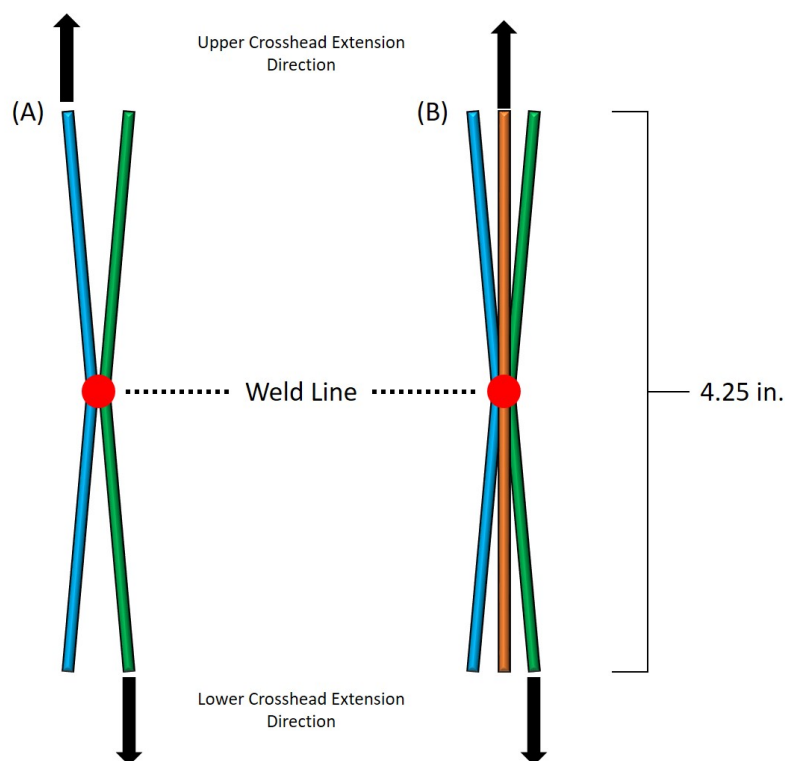 Upper Crosshead Extension
Direction
(A)
(B)
Weld Line
4.25 in.
Lower Crosshead Extension
Direction